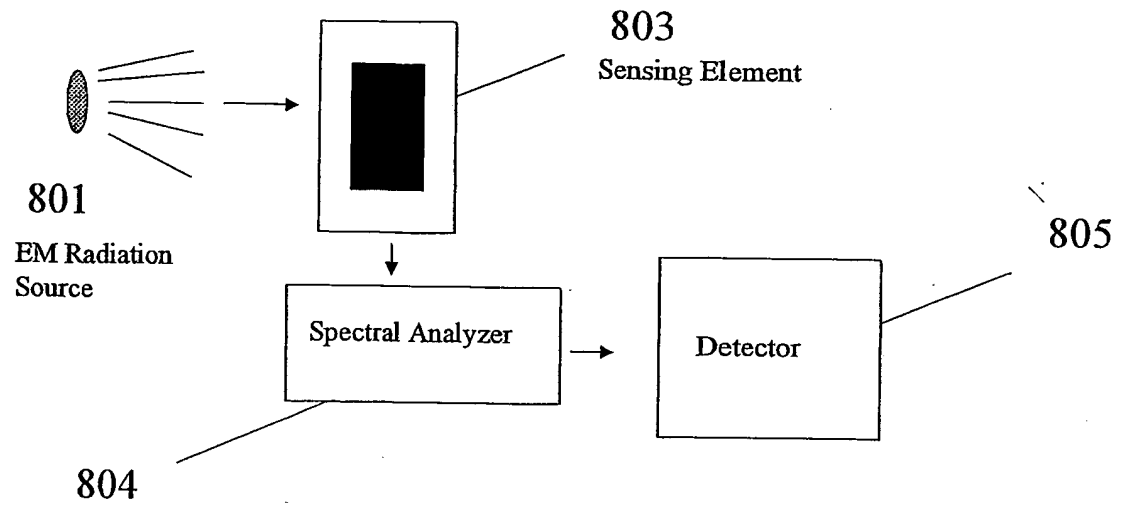 803
Sensing Element
801
EM Radiation
Source
805
Spectral Analyzer
Detector
804